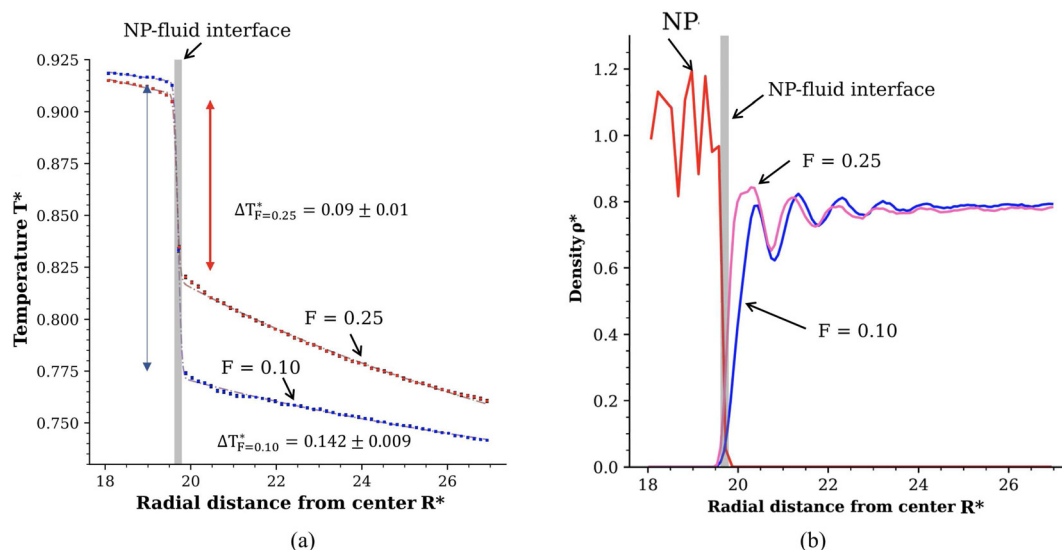 NP-fluid interface
0.925
0.900
0.875
0.850
0.825
0.800
0.775
0.750
Temperature T*
ΔT*F=0.25 = 0.09 ± 0.01
F = 0.25
F = 0.10
ΔT*F=0.10 = 0.142 ± 0.009
18 20 22 24 26
Radial distance from center R*
(a)
NP
NP-fluid interface
F = 0.25
F = 0.10
1.2
1.0
0.8
0.6
0.4
0.2
0.0
Density ρ*
18 20 22 24 26
Radial distance from center R*
(b)